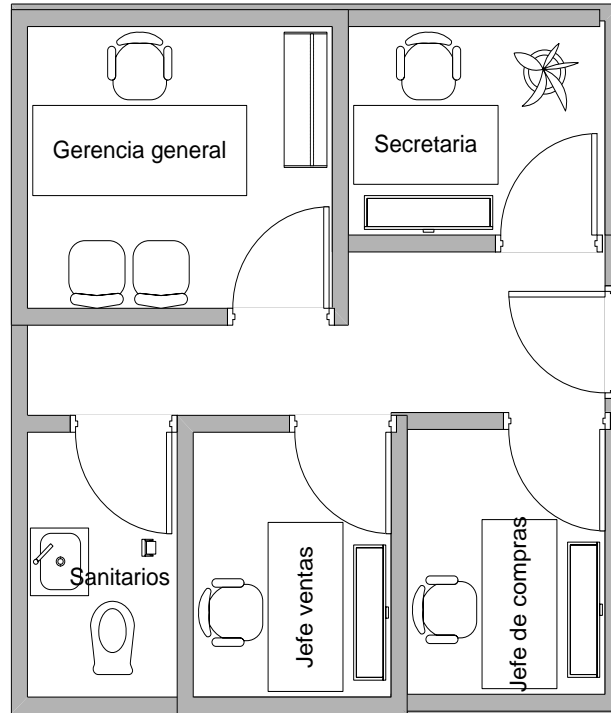 Gerencia general
Secretaria
Sanitarios
Jefe ventas
Jefe de compras